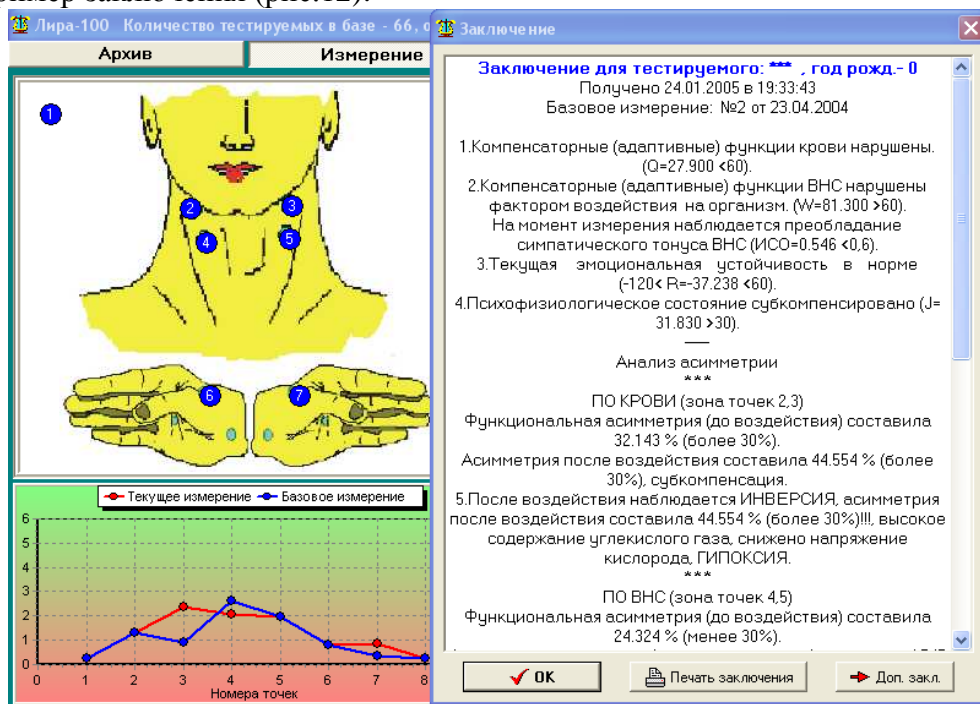 имер заключения (рис.12).
Лира-100 Количество тестируемых в базе - 66, о
Архив
Измерение
1
2
3
4
5
6
7
Текущее измерение
Базовое измерение
6
5
4
3
2
1
0
0 1 2 3 4 5 6 7 8
Номера точек
Заключение
Заключение для тестируемого: *** , год рожд.- 0
Получено 24.01.2005 в 19:33:43
Базовое измерение: №2 от 23.04.2004
1.Компенсаторные (адаптивные) функции крови нарушены.
(Q=27.900 <60).
2.Компенсаторные (адаптивные) функции ВНС нарушены
фактором воздействия на организм. (W=81.300 >60).
На момент измерения наблюдается преобладание
симпатического тонуса ВНС (ИСО=0.546 <0,6).
3.Текущая эмоциональная устойчивость в норме
(-120< R=-37.238 <60).
4.Психофизиологическое состояние субкомпенсировано (J=
31.830 >30).
Анализ асимметрии
***
ПО КРОВИ (зона точек 2,3)
Функциональная асимметрия (до воздействия) составила
32.143 % (более 30%).
Асимметрия после воздействия составила 44.554 % (более
30%), субкомпенсация.
5.После воздействия наблюдается ИНВЕРСИЯ, асимметрия
после воздействия составила 44.554 % (более 30%)!!!, высокое
содержание углекислого газа, снижено напряжение
кислорода, ГИПОКСИЯ.
***
ПО ВНС (зона точек 4,5)
Функциональная асимметрия (до воздействия) составила
24.324 % (менее 30%).
OK
Печать заключения
Доп. закл.